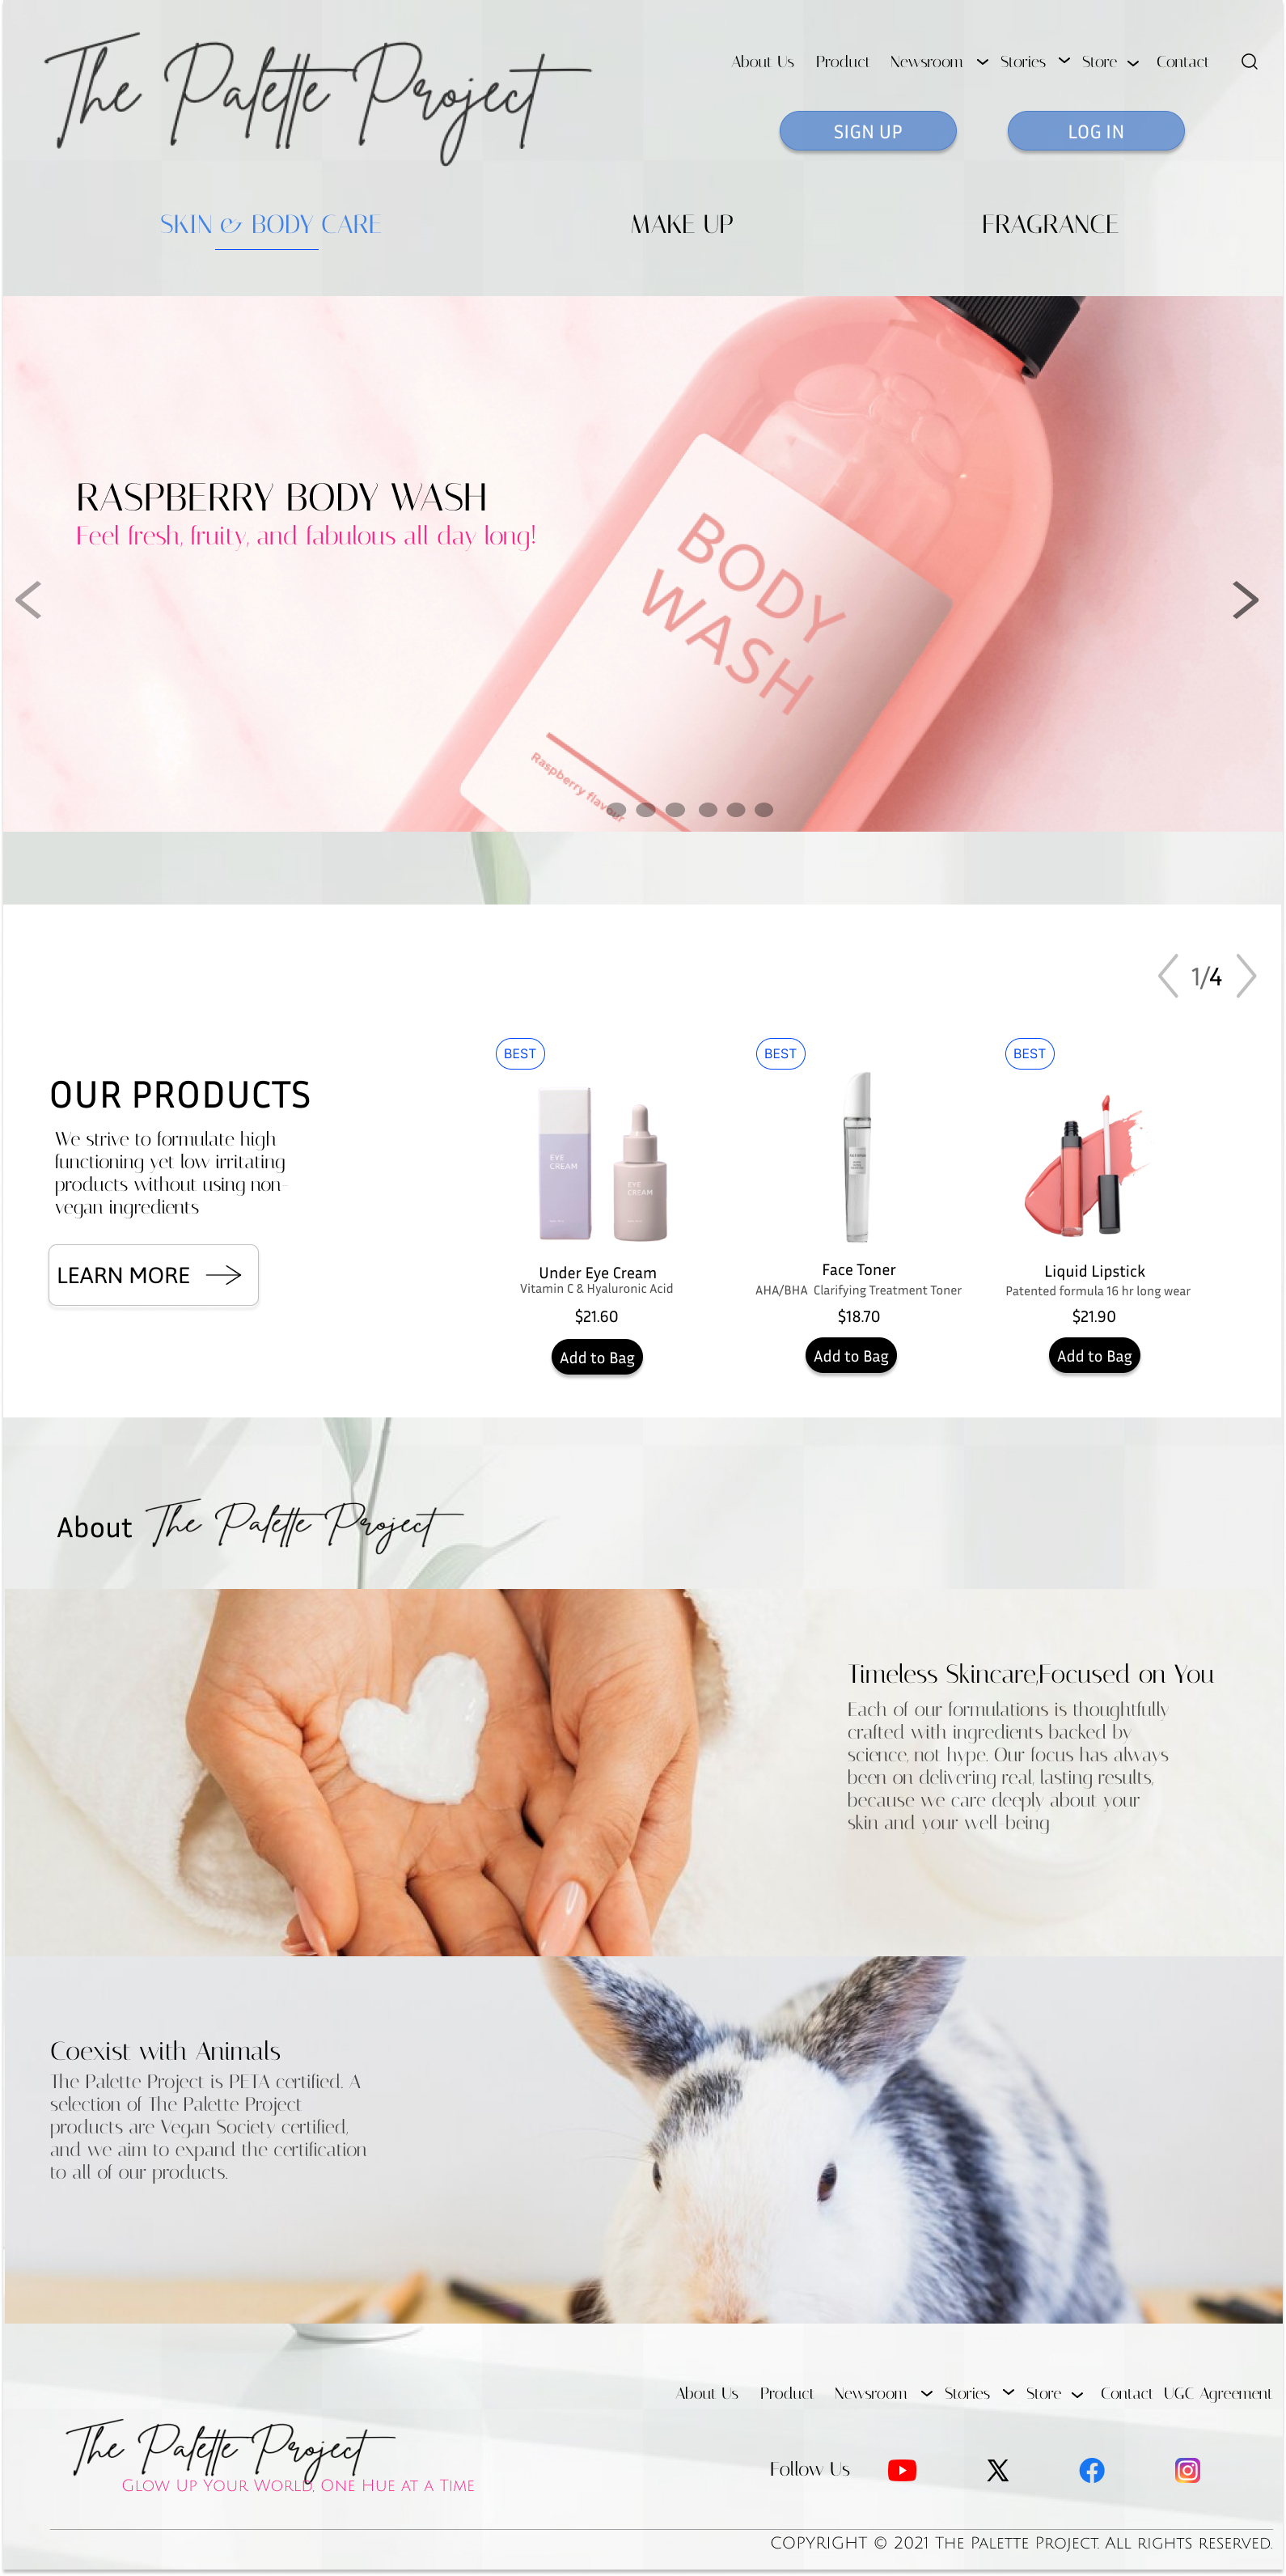 The Palette Project
About Us Product Newsroom Stories Store Contact
SIGN UP LOG IN
SKIN & BODY CARE MAKE UP FRAGRANCE
RASPBERRY BODY WASH
Feel fresh, fruity, and fabulous all day long!
BODY
WASH
Raspberry flavour
1/4
BEST BEST BEST
OUR PRODUCTS
We strive to formulate high
functioning yet low irritating
products without using non-
vegan ingredients
LEARN MORE
EYE
CREAM
EYE
CREAM
Under Eye Cream
Vitamin C & Hyaluronic Acid
$21.60
Add to Bag
Face Toner
AHA/BHA Clarifying Treatment Toner
$18.70
Add to Bag
Liquid Lipstick
Patented formula 16 hr long wear
$21.90
Add to Bag
About The Palette Project
Timeless Skincare,Focused on You
Each of our formulations is thoughtfully
crafted with ingredients backed by
science, not hype. Our focus has always
been on delivering real, lasting results,
because we care deeply about your
skin and your well-being
Coexist with Animals
The Palette Project is PETA certified. A
selection of The Palette Project
products are Vegan Society certified,
and we aim to expand the certification
to all of our products.
About Us Product Newsroom Stories Store Contact UGC Agreement
The Palette Project
Glow Up Your World, One Hue at a Time
Follow Us
COPYRIGHT © 2021 The Palette Project. All rights reserved.